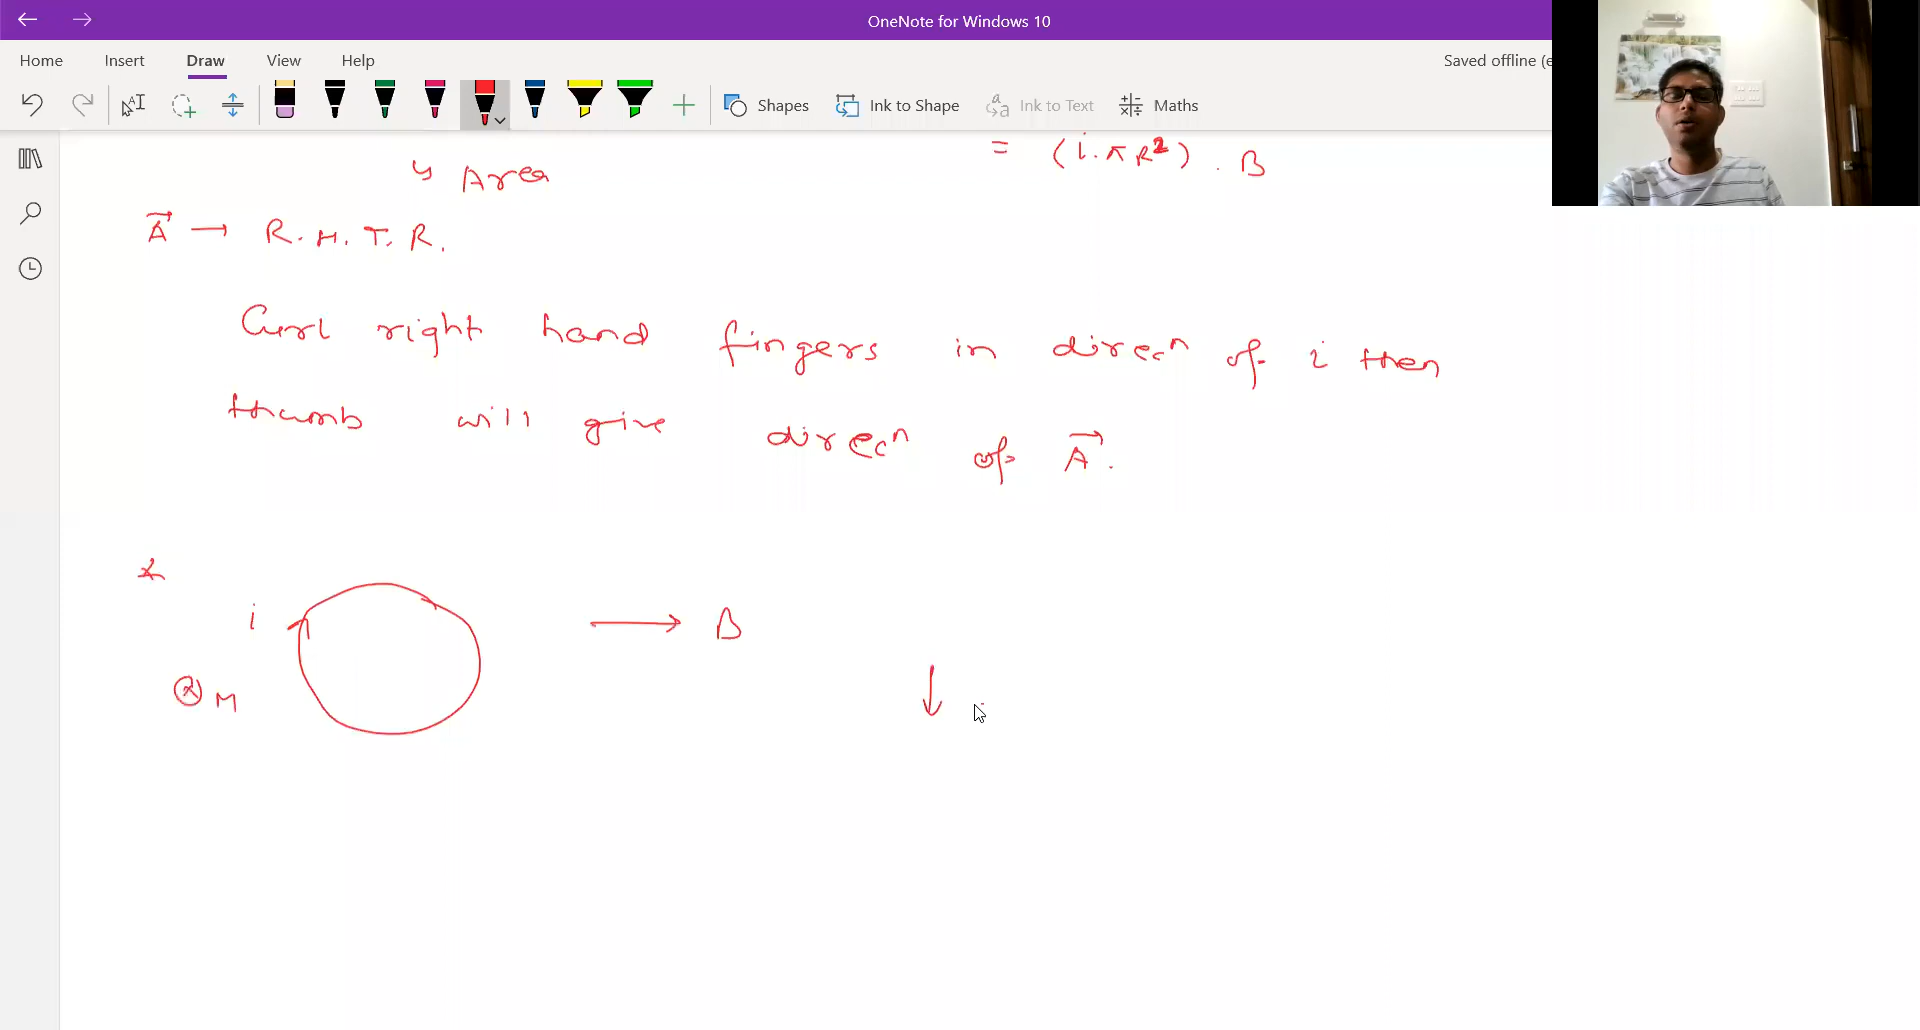 OneNote for Windows 10
Home Insert Draw View Help
Saved offline (e
Shapes Ink to Shape Ink to Text Maths
= (i.πR²) . B
↳ Area
A⃗ → R.H.T.R.
Curl right hand fingers in direcⁿ of i then
thumb will give direcⁿ of A⃗.
*
i → B
⊗ M ↓